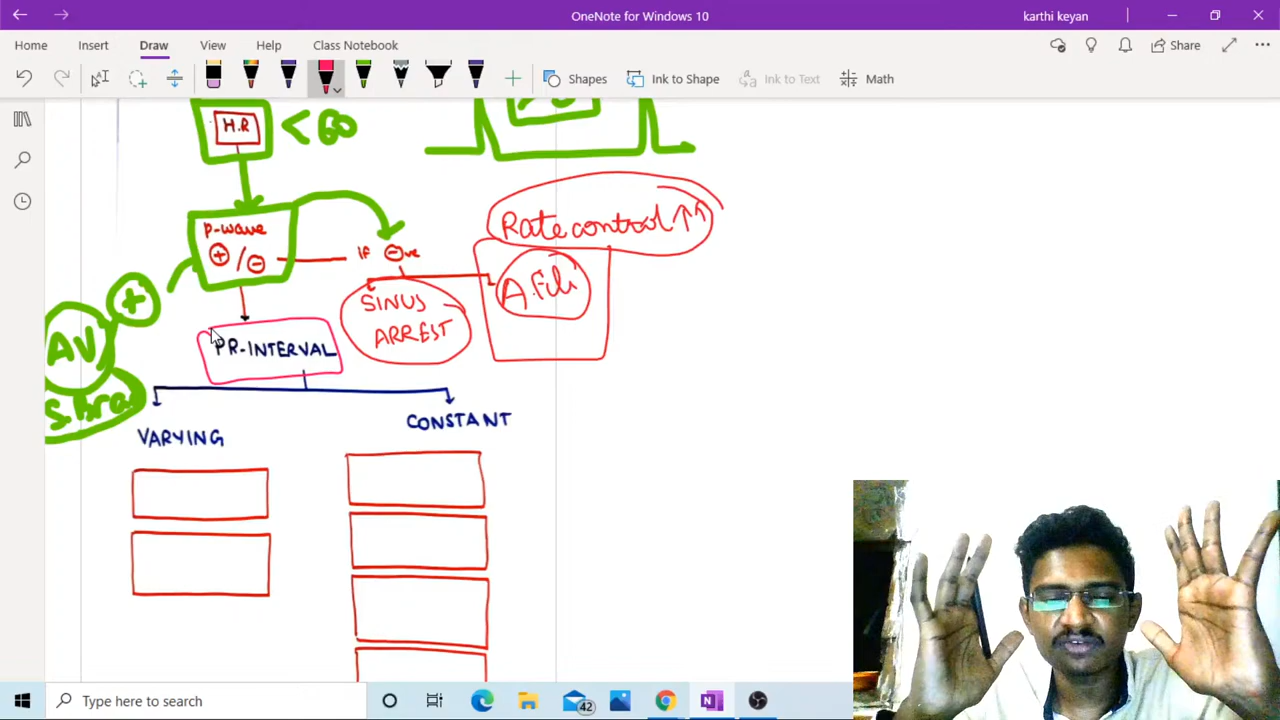 OneNote for Windows 10
karthi keyan
Home Insert Draw View Help Class Notebook
Share
Shapes Ink to Shape Ink to Text Math
H.R
< 60
P-wave
+ / -
if - ve
Rate control ↑↑
A.Fib
SINUS
ARREST
+
AV
S.Bra
PR-INTERVAL
VARYING
CONSTANT
Type here to search
42